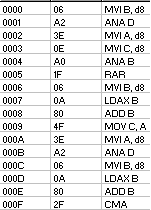 0000 06 MVI B, d8
0001 A2 ANA D
0002 3E MVI A, d8
0003 0E MVI C, d8
0004 A0 ANA B
0005 1F RAR
0006 06 MVI B, d8
0007 0A LDAX B
0008 80 ADD B
0009 4F MOV C, A
000A 3E MVI A, d8
000B A2 ANA D
000C 06 MVI B, d8
000D 0A LDAX B
000E 80 ADD B
000F 2F CMA